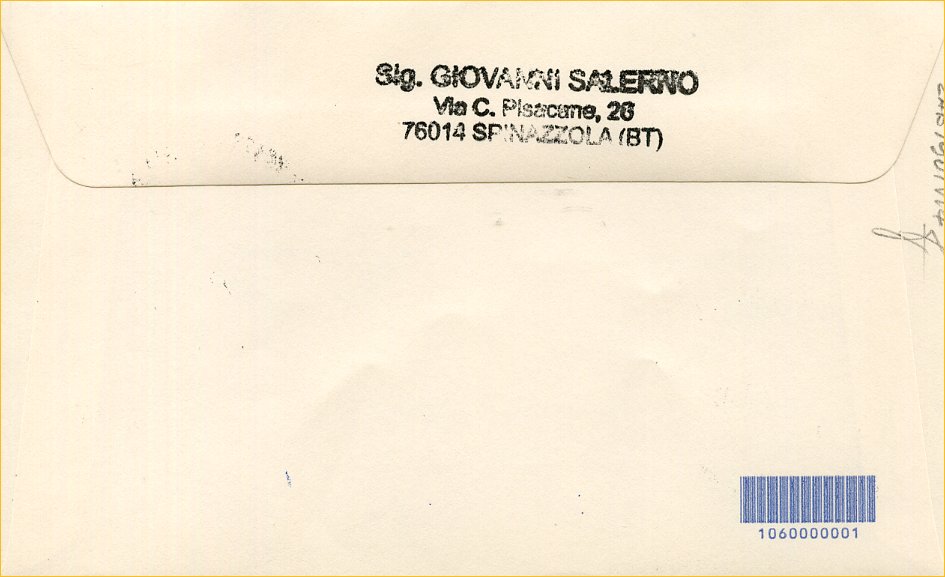 Sig. GIOVANNI SALERNO
Via C. Pisacane, 26
76014 SPINAZZOLA (BT)
1060000001